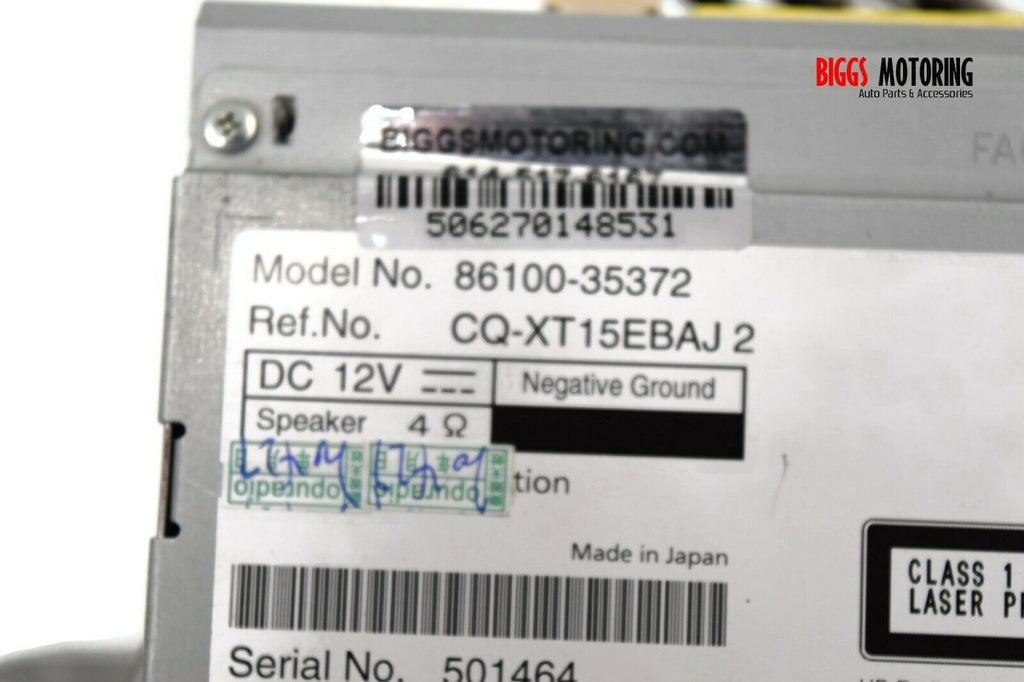 BIGGS MOTORING
Auto Parts & Accessories
FA
BIGGSMOTORING.COM
506270148531
Model No. 86100-35372
Ref.No. CQ-XT15EBAJ 2
DC 12V
Negative Ground
Speaker 4 Ω
tion
Made in Japan
CLASS 1
LASER P
Serial No. 501464